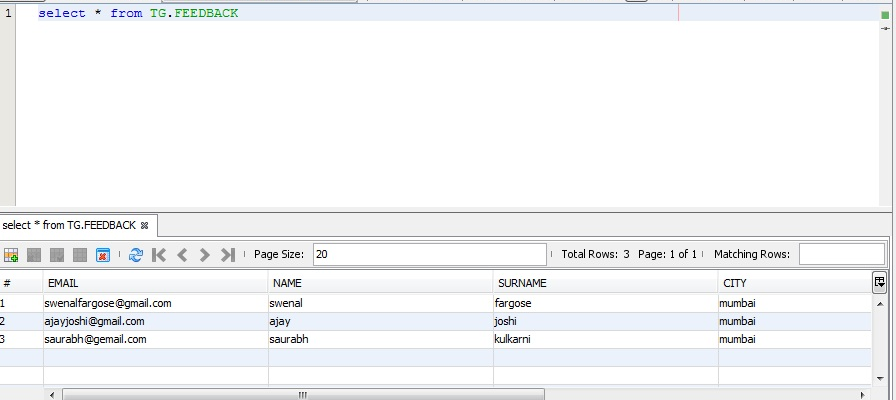 1 select * from TG.FEEDBACK
select * from TG.FEEDBACK
Page Size: 20 Total Rows: 3 Page: 1 of 1 Matching Rows:
# EMAIL NAME SURNAME CITY
1 swenalfargose@gmail.com swenal fargose mumbai
2 ajayjoshi@gmail.com ajay joshi mumbai
3 saurabh@gemail.com saurabh kulkarni mumbai